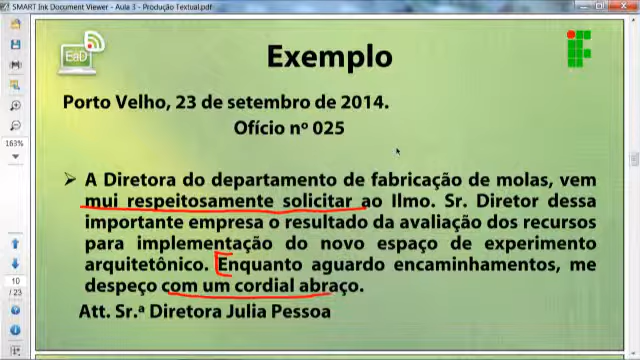 SMART Ink Document Viewer - Aula 3 - Produção Textual.pdf
EaD
Exemplo
Porto Velho, 23 de setembro de 2014.
Ofício nº 025
A Diretora do departamento de fabricação de molas, vem
mui respeitosamente solicitar ao Ilmo. Sr. Diretor dessa
importante empresa o resultado da avaliação dos recursos
para implementação do novo espaço de experimento
arquitetônico. Enquanto aguardo encaminhamentos, me
despeço com um cordial abraço.
Att. Sr.ª Diretora Julia Pessoa
163%
10
/ 23